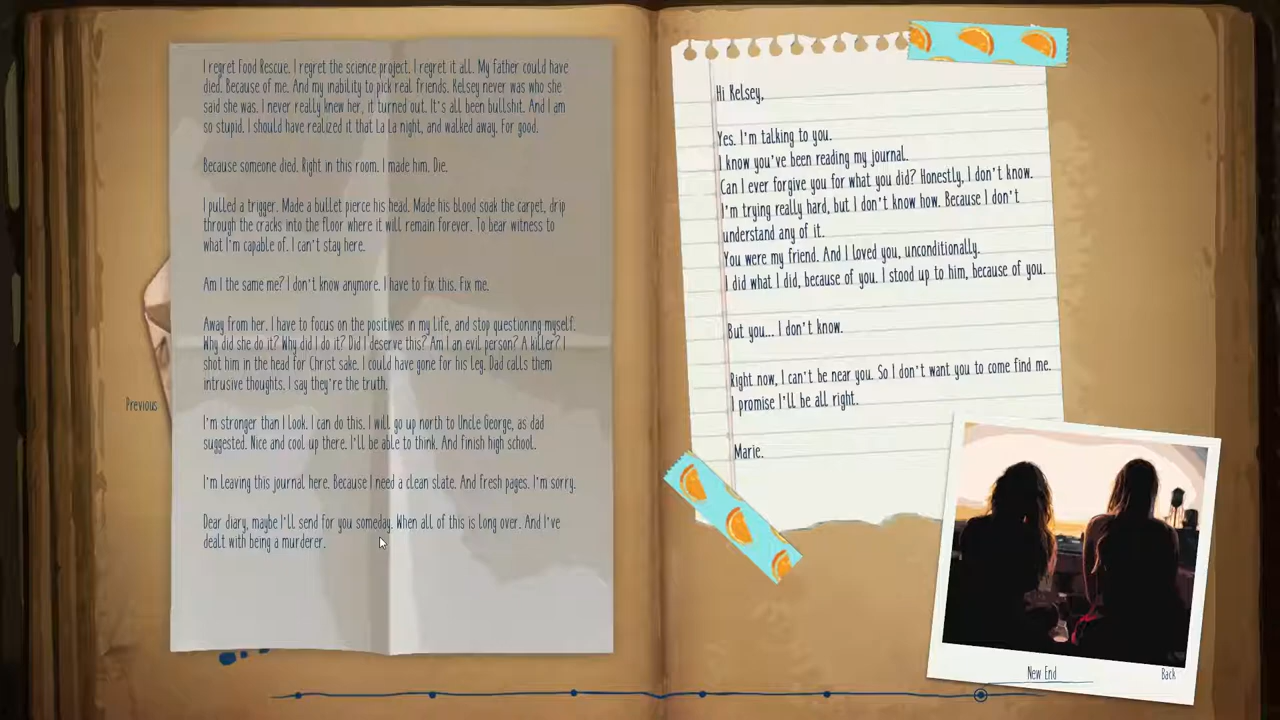 I regret Food Rescue. I regret the science project. I regret it all. My father could have
died. Because of me. And my inability to pick real friends. Kelsey never was who she
said she was. I never really knew her, it turned out. It's all been bullshit. And I am
so stupid. I should have realized it that La La night, and walked away. For good.
Because someone died. Right in this room. I made him. Die.
I pulled a trigger. Made a bullet pierce his head. Made his blood soak the carpet, drip
through the cracks into the floor where it will remain forever. To bear witness to
what I'm capable of. I can't stay here.
Am I the same me? I don't know anymore. I have to fix this. Fix me.
Away from her. I have to focus on the positives in my life, and stop questioning myself.
Why did she do it? Why did I do it? Did I deserve this? Am I an evil person? A killer? I
shot him in the head for Christ sake. I could have gone for his leg. Dad calls them
intrusive thoughts. I say they're the truth.
I'm stronger than I look. I can do this. I will go up north to Uncle George, as dad
suggested. Nice and cool up there. I'll be able to think. And finish high school.
I'm leaving this journal here. Because I need a clean slate. And fresh pages. I'm sorry.
Dear diary, maybe I'll send for you someday. When all of this is long over. And I've
dealt with being a murderer.
Previous
Hi Kelsey,
Yes. I'm talking to you.
I know you've been reading my journal.
Can I ever forgive you for what you did? Honestly, I don't know.
I'm trying really hard, but I don't know how. Because I don't
understand any of it.
You were my friend. And I loved you, unconditionally.
I did what I did, because of you. I stood up to him, because of you.
But you... I don't know.
Right now, I can't be near you. So I don't want you to come find me.
I promise I'll be all right.
Marie.
New End
Back